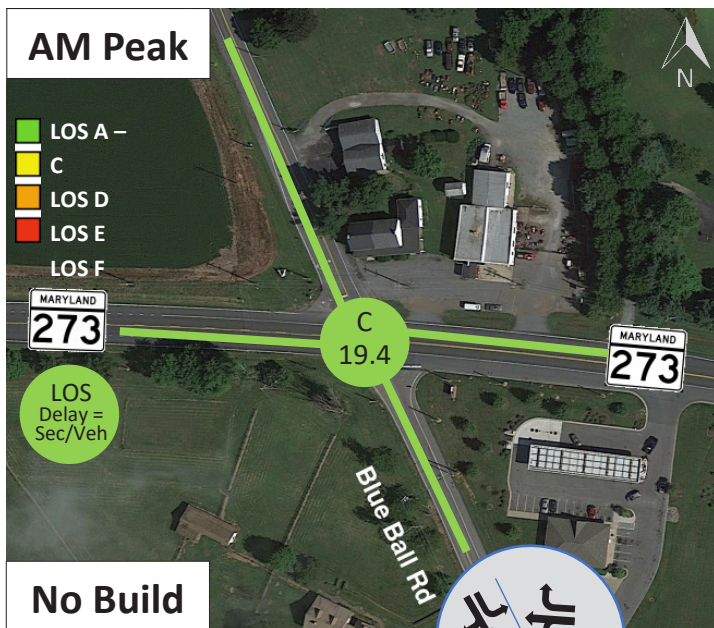 AM Peak
N
LOS A –
C
LOS D
LOS E
LOS F
MARYLAND
273
C
19.4
MARYLAND
273
LOS
Delay =
Sec/Veh
Blue Ball Rd
No Build